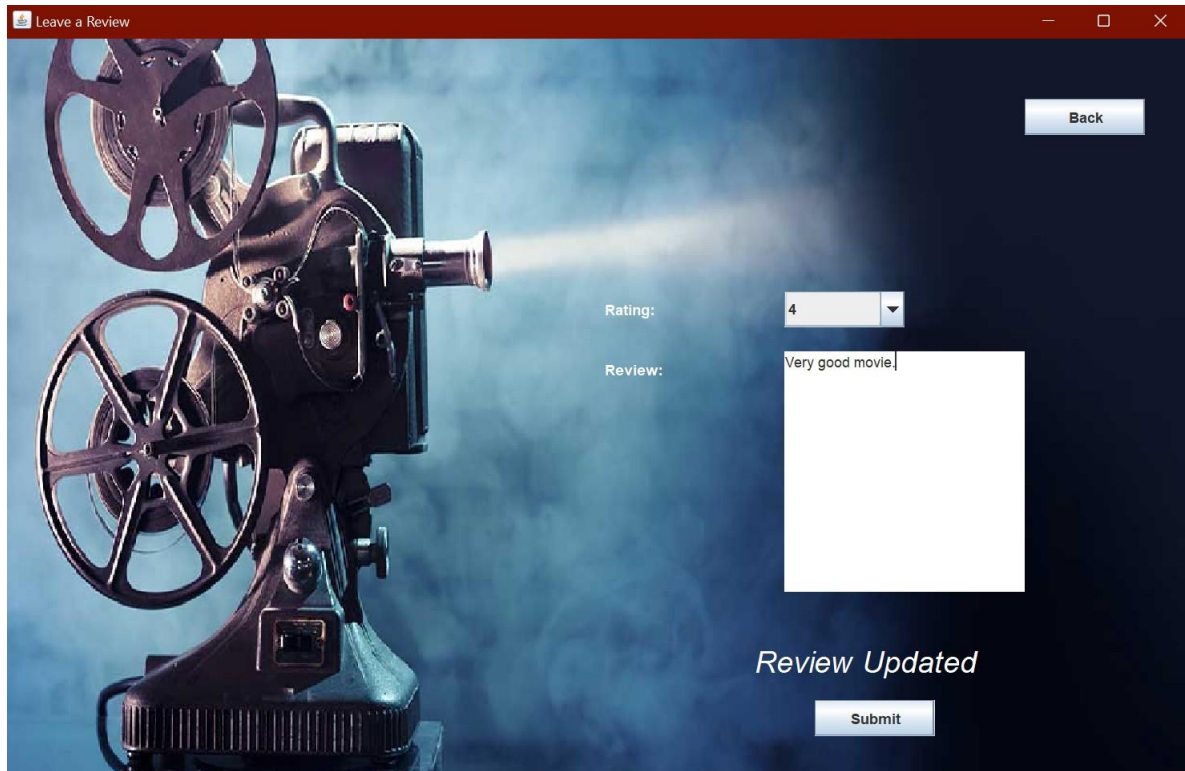 Leave a Review
Back
Rating:
4
Review:
Very good movie.
Review Updated
Submit